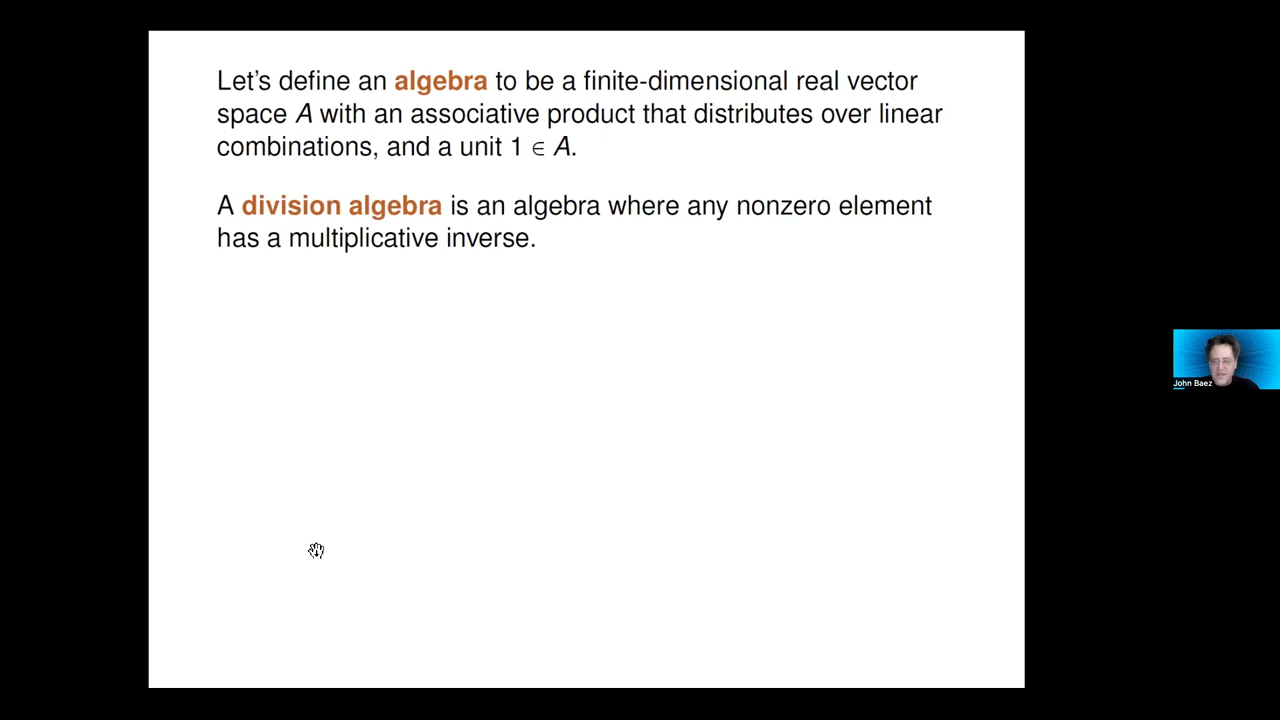 Let's define an algebra to be a finite-dimensional real vector
space A with an associative product that distributes over linear
combinations, and a unit 1 ∈ A.
A division algebra is an algebra where any nonzero element
has a multiplicative inverse.
John Baez